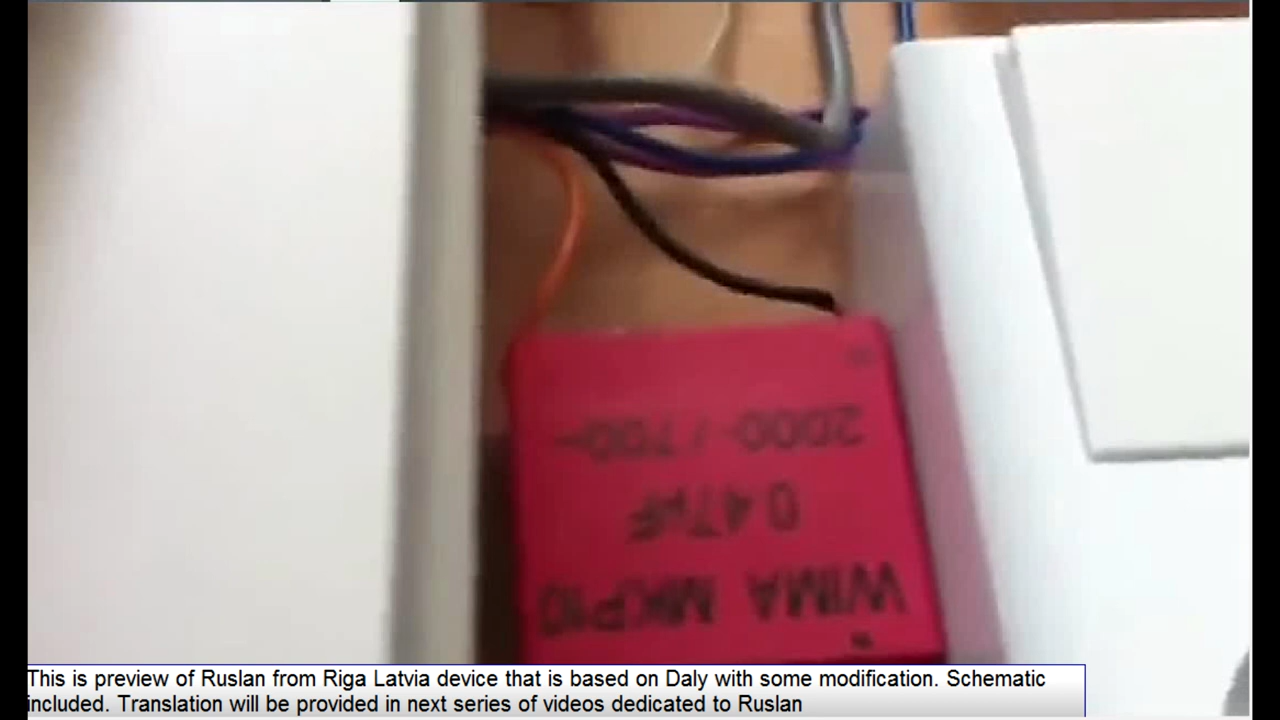 WIMA MKP10
0.47µF
2000-/700~
This is preview of Ruslan from Riga Latvia device that is based on Daly with some modification. Schematic
included. Translation will be provided in next series of videos dedicated to Ruslan